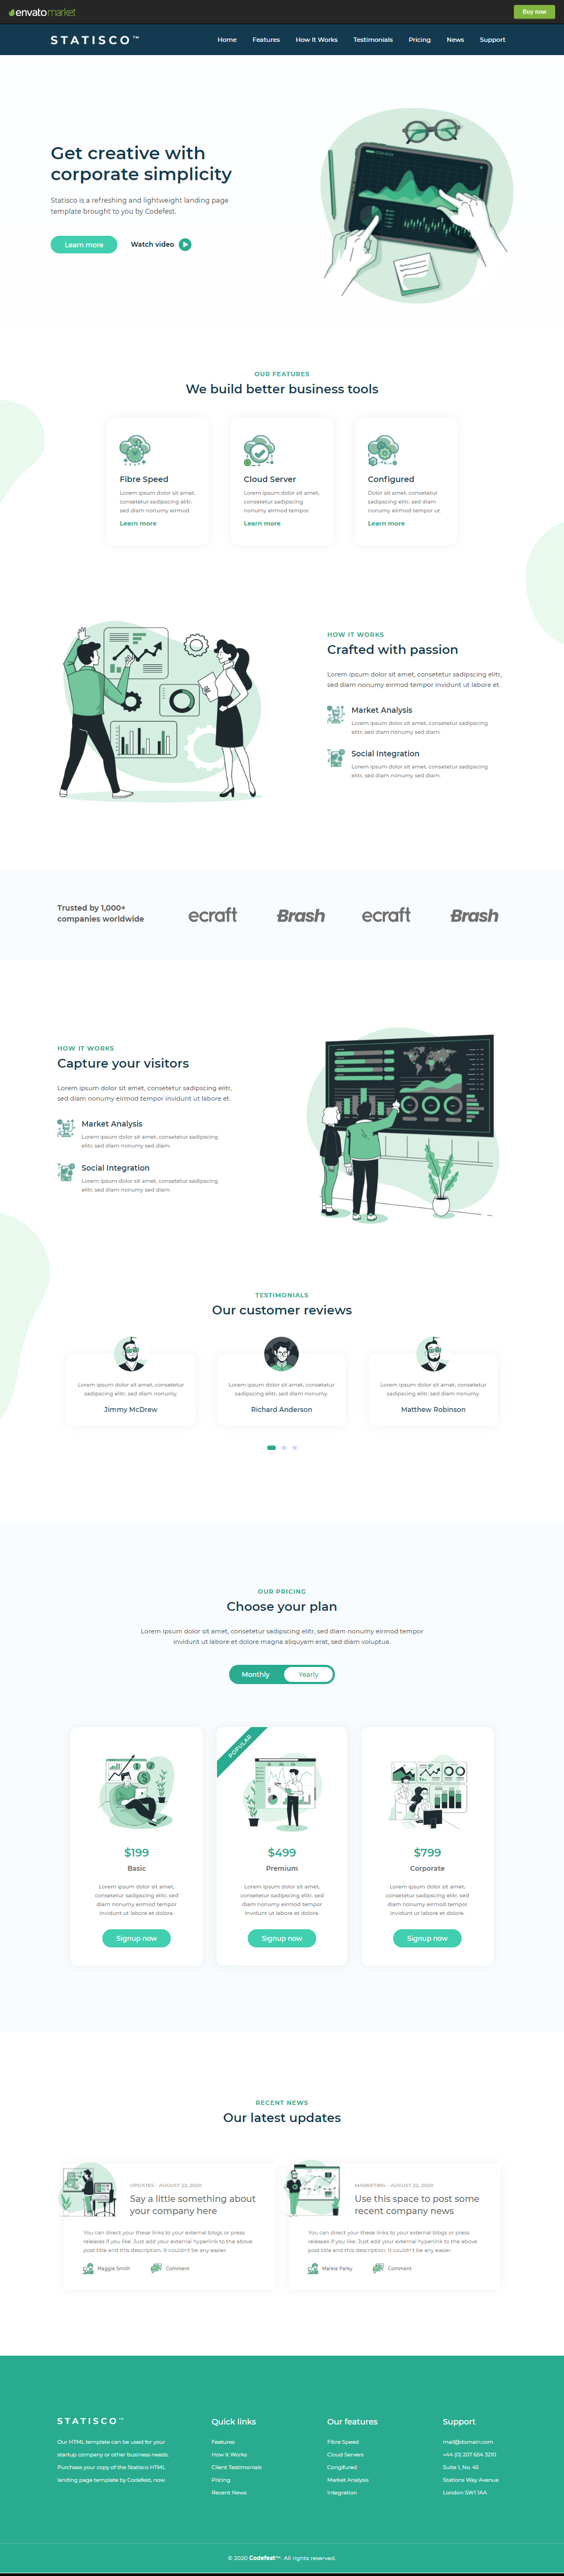 envatomarket
Buy now
STATISCO™
Home Features How It Works Testimonials Pricing News Support
Get creative with
corporate simplicity
Statisco is a refreshing and lightweight landing page
template brought to you by Codefest.
Learn more Watch video
OUR FEATURES
We build better business tools
Fibre Speed
Lorem ipsum dolor sit amet,
consetetur sadipscing elitr,
sed diam nonumy eirmod.
Learn more
Cloud Server
Lorem ipsum dolor sit amet,
consetetur sadipscing
nonumy eirmod tempor.
Learn more
Configured
Dolor sit amet, consetetur
sadipscing elitr, sed diam
nonumy eirmod tempor ut.
Learn more
HOW IT WORKS
Crafted with passion
Lorem ipsum dolor sit amet, consetetur sadipscing elitr,
sed diam nonumy eirmod tempor invidunt ut labore et.
Market Analysis
Lorem ipsum dolor sit amet, consetetur sadipscing
elitr, sed diam nonumy sed diam.
Social Integration
Lorem ipsum dolor sit amet, consetetur sadipscing
elitr, sed diam nonumy sed diam.
Trusted by 1,000+
companies worldwide
ecraft Brash ecraft Brash
HOW IT WORKS
Capture your visitors
Lorem ipsum dolor sit amet, consetetur sadipscing elitr,
sed diam nonumy eirmod tempor invidunt ut labore et.
Market Analysis
Lorem ipsum dolor sit amet, consetetur sadipscing
elitr, sed diam nonumy sed diam.
Social Integration
Lorem ipsum dolor sit amet, consetetur sadipscing
elitr, sed diam nonumy sed diam.
TESTIMONIALS
Our customer reviews
Lorem ipsum dolor sit amet, consetetur
sadipscing elitr, sed diam nonumy.
Jimmy McDrew
Lorem ipsum dolor sit amet, consetetur
sadipscing elitr, sed diam nonumy.
Richard Anderson
Lorem ipsum dolor sit amet, consetetur
sadipscing elitr, sed diam nonumy.
Matthew Robinson
OUR PRICING
Choose your plan
Lorem ipsum dolor sit amet, consetetur sadipscing elitr, sed diam nonumy eirmod tempor
invidunt ut labore et dolore magna aliquyam erat, sed diam voluptua.
Monthly Yearly
$199
Basic
Lorem ipsum dolor sit amet,
consetetur sadipscing elitr, sed
diam nonumy eirmod tempor
invidunt ut labore et dolore.
Signup now
POPULAR
$499
Premium
Lorem ipsum dolor sit amet,
consetetur sadipscing elitr, sed
diam nonumy eirmod tempor
invidunt ut labore et dolore.
Signup now
$799
Corporate
Lorem ipsum dolor sit amet,
consetetur sadipscing elitr, sed
diam nonumy eirmod tempor
invidunt ut labore et dolore.
Signup now
RECENT NEWS
Our latest updates
UPDATES - AUGUST 22, 2020
Say a little something about
your company here
You can direct your these links to your external blogs or press
releases if you like. Just add your external hyperlink to the above
post title and this description. It couldn't be any easier.
Maggie Smith Comment
MARKETING - AUGUST 22, 2020
Use this space to post some
recent company news
You can direct your these links to your external blogs or press
releases if you like. Just add your external hyperlink to the above
post title and this description. It couldn't be any easier.
Markie Parky Comment
STATISCO™
Our HTML template can be used for your
startup company or other business needs.
Purchase your copy of the Statisco HTML
landing page template by Codefest, now.
Quick links
Features
How It Works
Client Testimonials
Pricing
Recent News
Our features
Fibre Speed
Cloud Servers
Congifured
Market Analysis
Integration
Support
mail@domain.com
+44 (0) 207 654 3210
Suite 1, No. 45
Stations Way Avenue
London SW1 1AA
© 2020 Codefest™. All rights reserved.